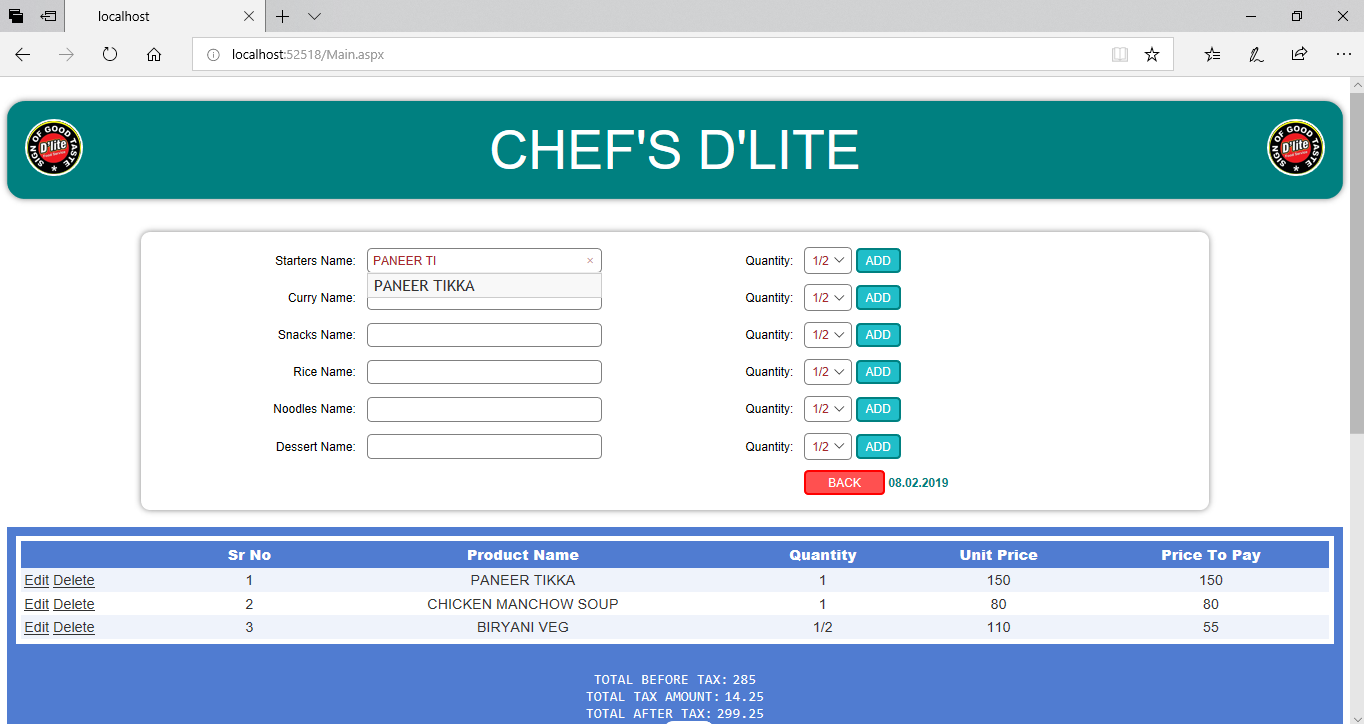 localhost
localhost:52518/Main.aspx
SIGN OF GOOD TASTE D'lite
CHEF'S D'LITE
SIGN OF GOOD TASTE D'lite
Starters Name: PANEER TI × Quantity: 1/2 ADD
PANEER TIKKA
Curry Name: Quantity: 1/2 ADD
Snacks Name: Quantity: 1/2 ADD
Rice Name: Quantity: 1/2 ADD
Noodles Name: Quantity: 1/2 ADD
Dessert Name: Quantity: 1/2 ADD
BACK 08.02.2019
Sr No Product Name Quantity Unit Price Price To Pay
Edit Delete 1 PANEER TIKKA 1 150 150
Edit Delete 2 CHICKEN MANCHOW SOUP 1 80 80
Edit Delete 3 BIRYANI VEG 1/2 110 55
TOTAL BEFORE TAX: 285
TOTAL TAX AMOUNT: 14.25
TOTAL AFTER TAX: 299.25